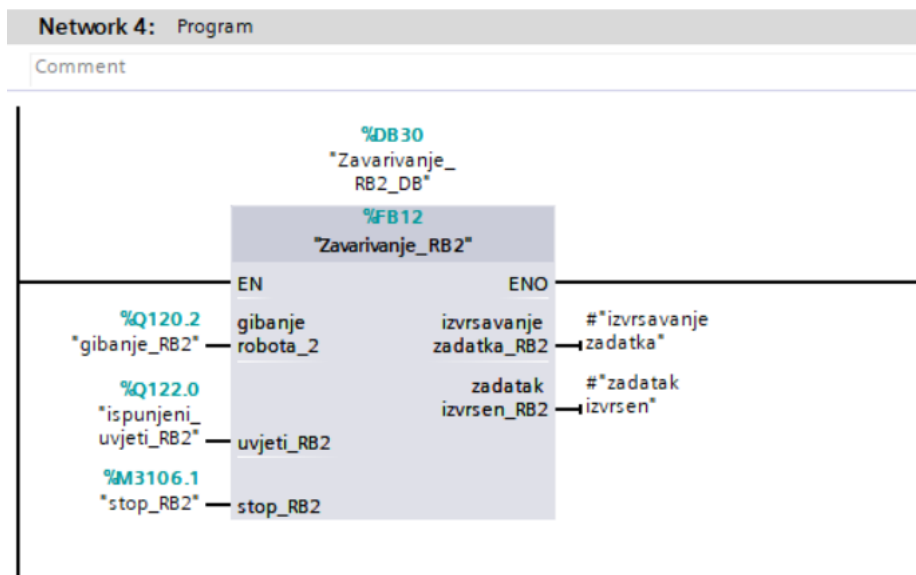 Network 4: Program
Comment
%DB30
"Zavarivanje_
RB2_DB"
%FB12
"Zavarivanje_RB2"
EN ENO
%Q120.2
"gibanje_RB2"
gibanje
robota_2
izvrsavanje
zadatka_RB2
#"izvrsavanje
zadatka"
%Q122.0
"ispunjeni_
uvjeti_RB2"
uvjeti_RB2
zadatak
izvrsen_RB2
#"zadatak
izvrsen"
%M3106.1
"stop_RB2"
stop_RB2